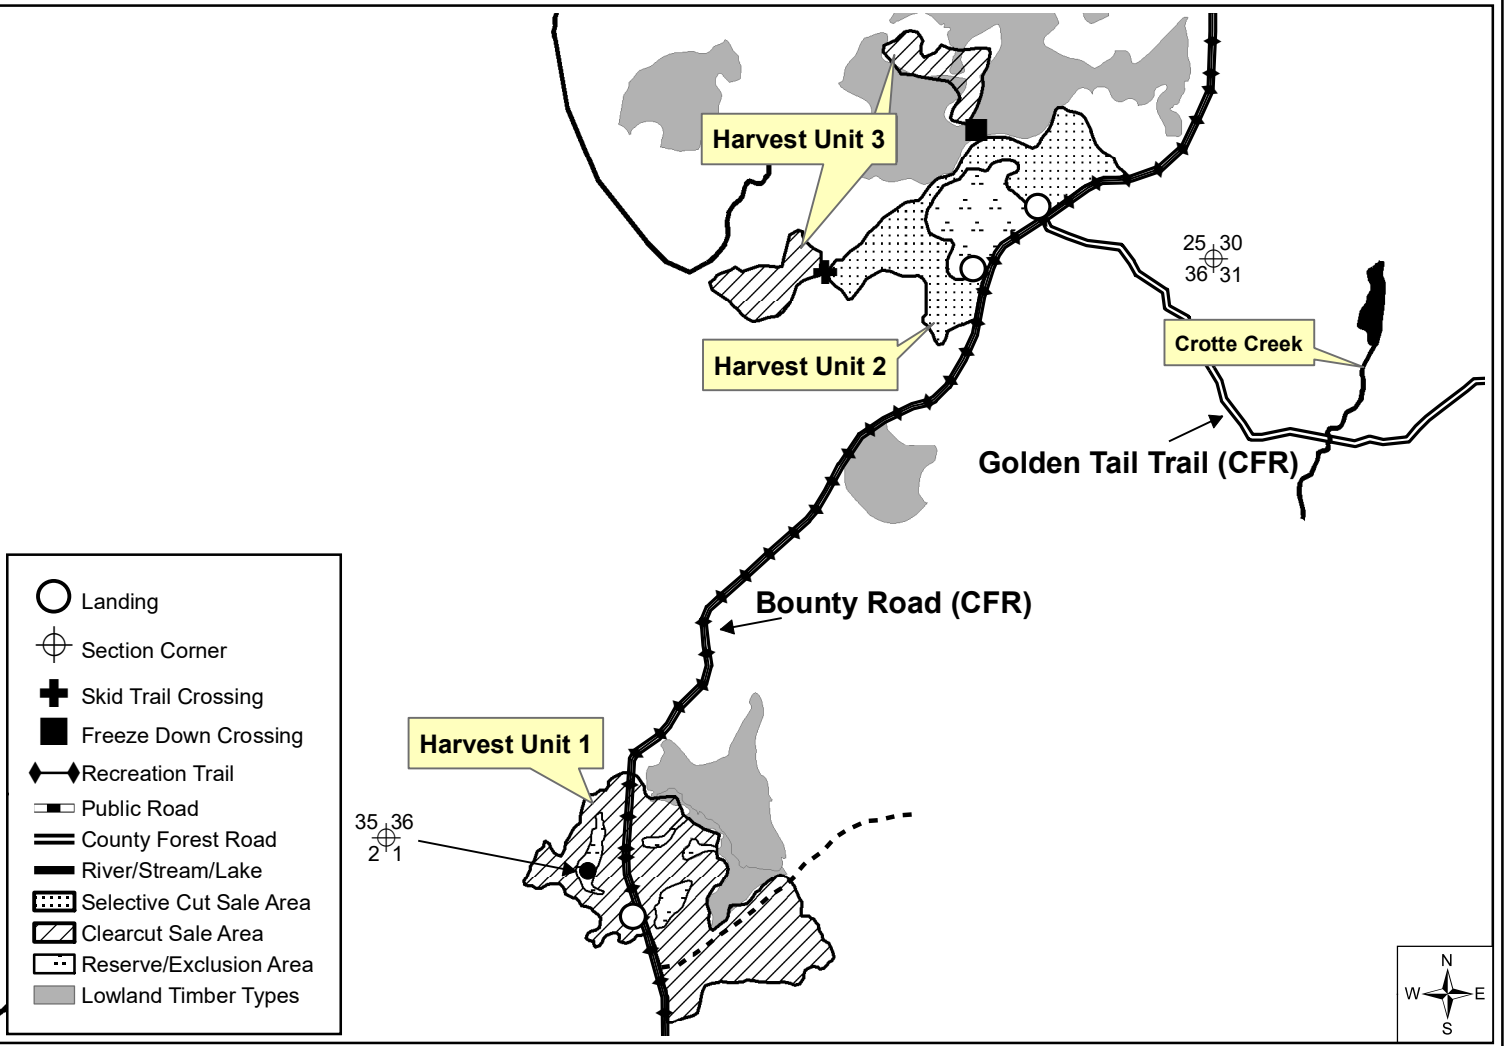 Harvest Unit 3
25 30
36 31
Crotte Creek
Harvest Unit 2
Golden Tail Trail (CFR)
Bounty Road (CFR)
Harvest Unit 1
35 36
2 1
Landing
Section Corner
Skid Trail Crossing
Freeze Down Crossing
Recreation Trail
Public Road
County Forest Road
River/Stream/Lake
Selective Cut Sale Area
Clearcut Sale Area
Reserve/Exclusion Area
Lowland Timber Types
N
W E
S